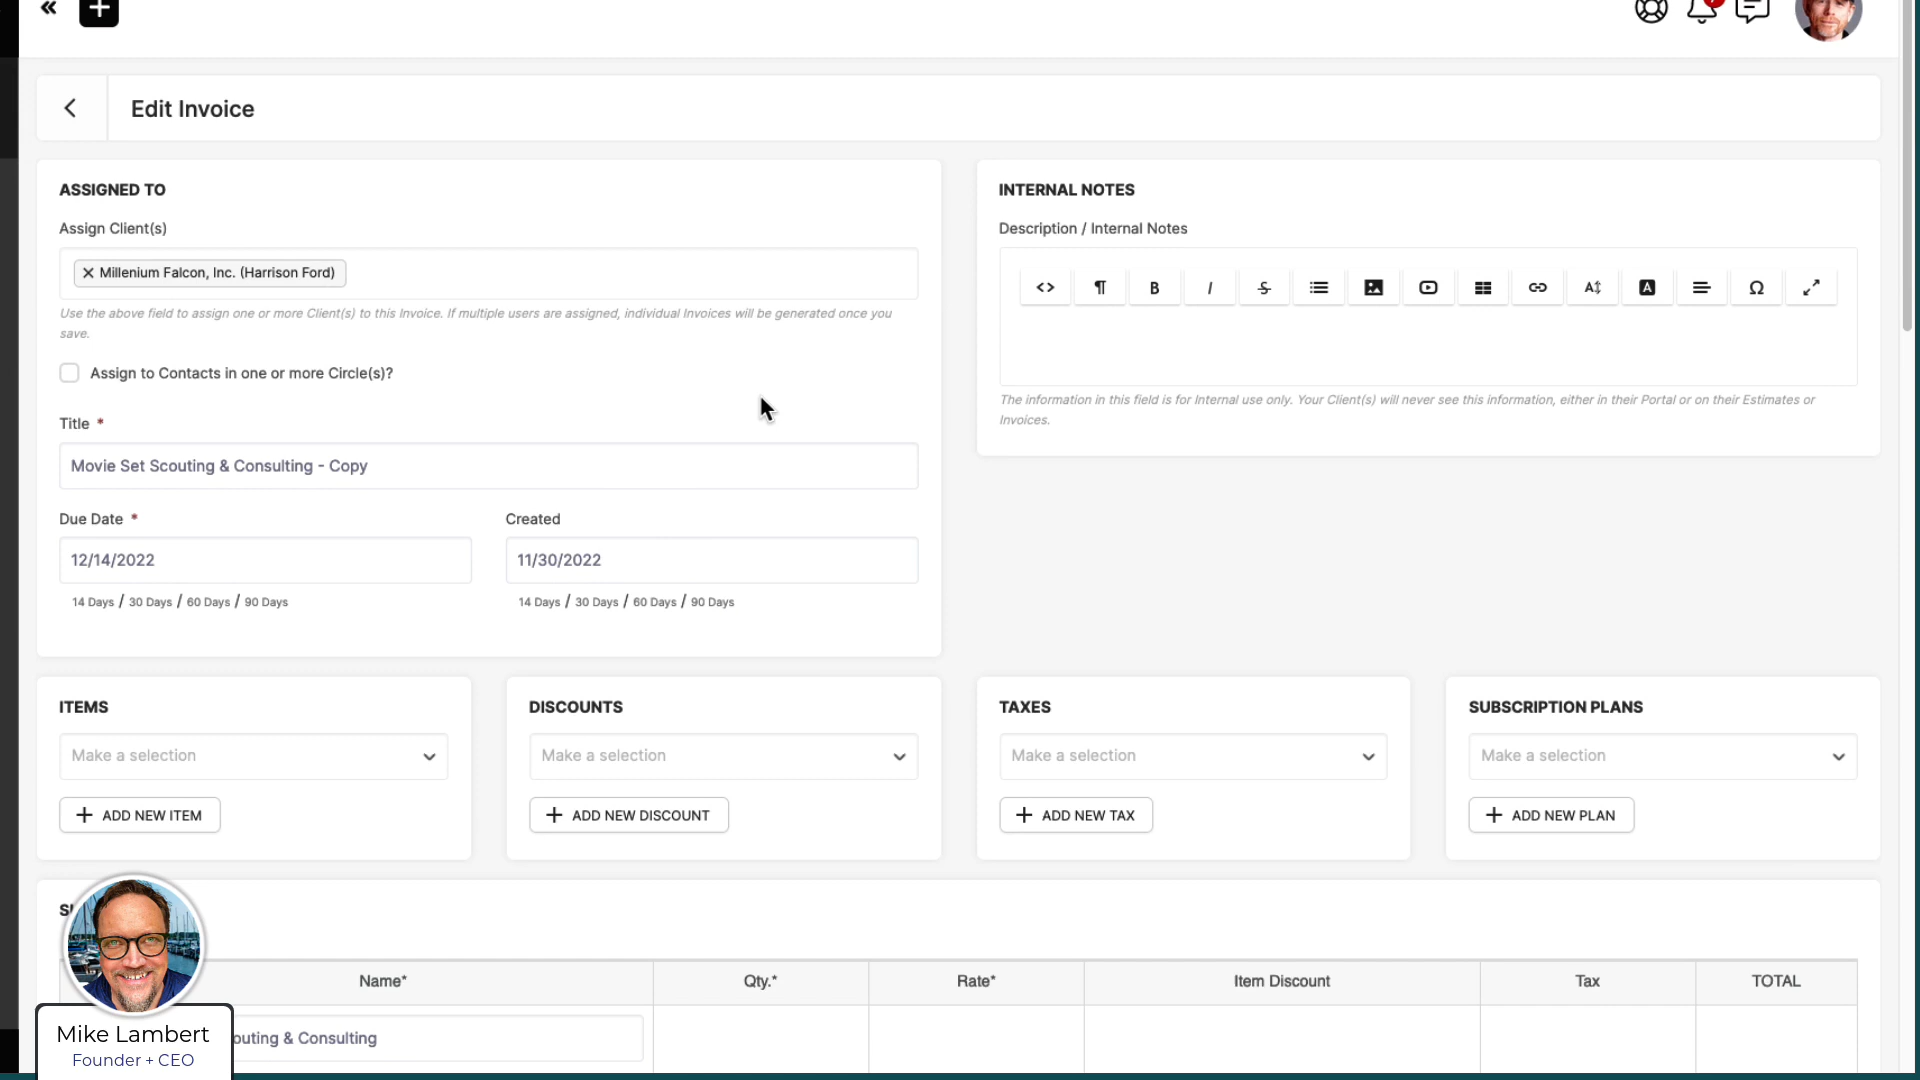 Edit Invoice
ASSIGNED TO
Assign Client(s)
Millenium Falcon, Inc. (Harrison Ford)
Use the above field to assign one or more Client(s) to this Invoice. If multiple users are assigned, individual Invoices will be generated once you
save.
Assign to Contacts in one or more Circle(s)?
Title *
Movie Set Scouting & Consulting - Copy
Due Date *
Created
12/14/2022
11/30/2022
14 Days / 30 Days / 60 Days / 90 Days
14 Days / 30 Days / 60 Days / 90 Days
INTERNAL NOTES
Description / Internal Notes
The information in this field is for Internal use only. Your Client(s) will never see this information, either in their Portal or on their Estimates or
Invoices.
ITEMS
Make a selection
ADD NEW ITEM
DISCOUNTS
Make a selection
ADD NEW DISCOUNT
TAXES
Make a selection
ADD NEW TAX
SUBSCRIPTION PLANS
Make a selection
ADD NEW PLAN
Name* Qty.* Rate* Item Discount Tax TOTAL
& Consulting
Mike Lambert
Founder + CEO